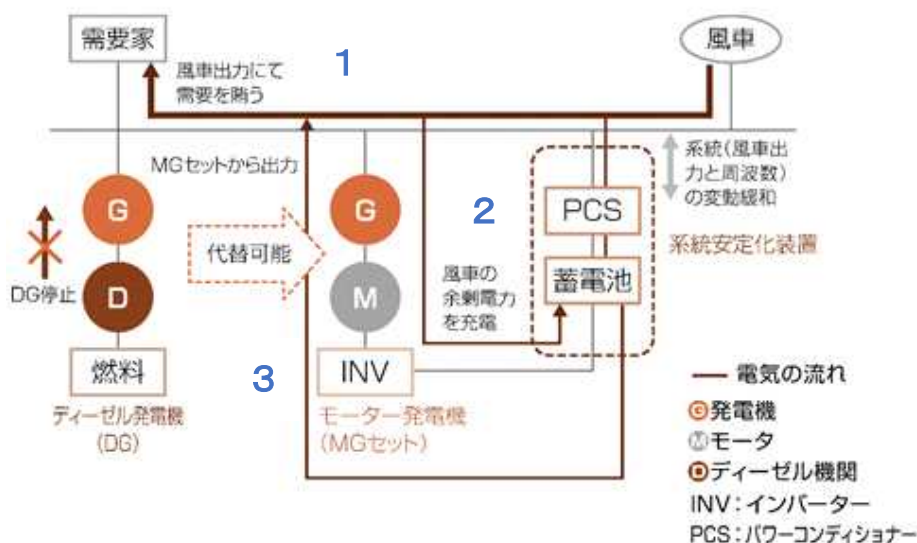 需要家
風車
1
風車出力にて
需要を賄う
系統(風車出
力と周波数)
の変動緩和
MGセットから出力
G
G
2
PCS
系統安定化装置
代替可能
DG停止
D
M
風車の
余剰電力
を充電
蓄電池
燃料
3
INV
ディーゼル発電機
(DG)
モーター発電機
(MGセット)
電気の流れ
G発電機
Mモータ
Dディーゼル機関
INV:インバーター
PCS:パワーコンディショナー